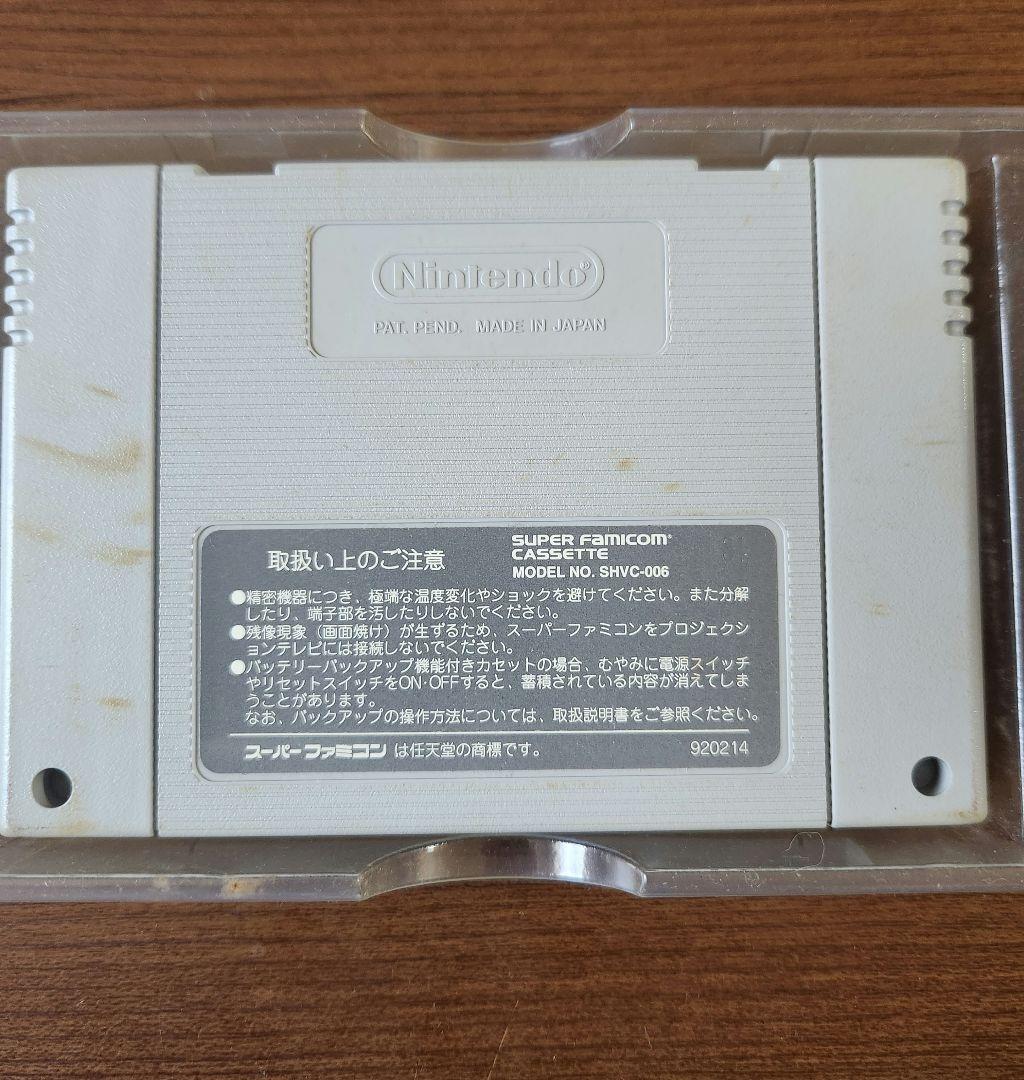 Nintendo®
PAT. PEND. MADE IN JAPAN
取扱い上のご注意
SUPER FAMICOM®
CASSETTE
MODEL NO. SHVC-006
●精密機器につき、極端な温度変化やショックを避けてください。また分解
したり、端子部を汚したりしないでください。
●残像現象（画面焼け）が生ずるため、スーパーファミコンをプロジェクシ
ョンテレビには接続しないでください。
●バッテリーバックアップ機能付きカセットの場合、むやみに電源スイッチ
やリセットスイッチをON·OFFすると、蓄積されている内容が消えてしま
うことがあります。
なお、バックアップの操作方法については、取扱説明書をご参照ください。
スーパーファミコン は任天堂の商標です。
920214